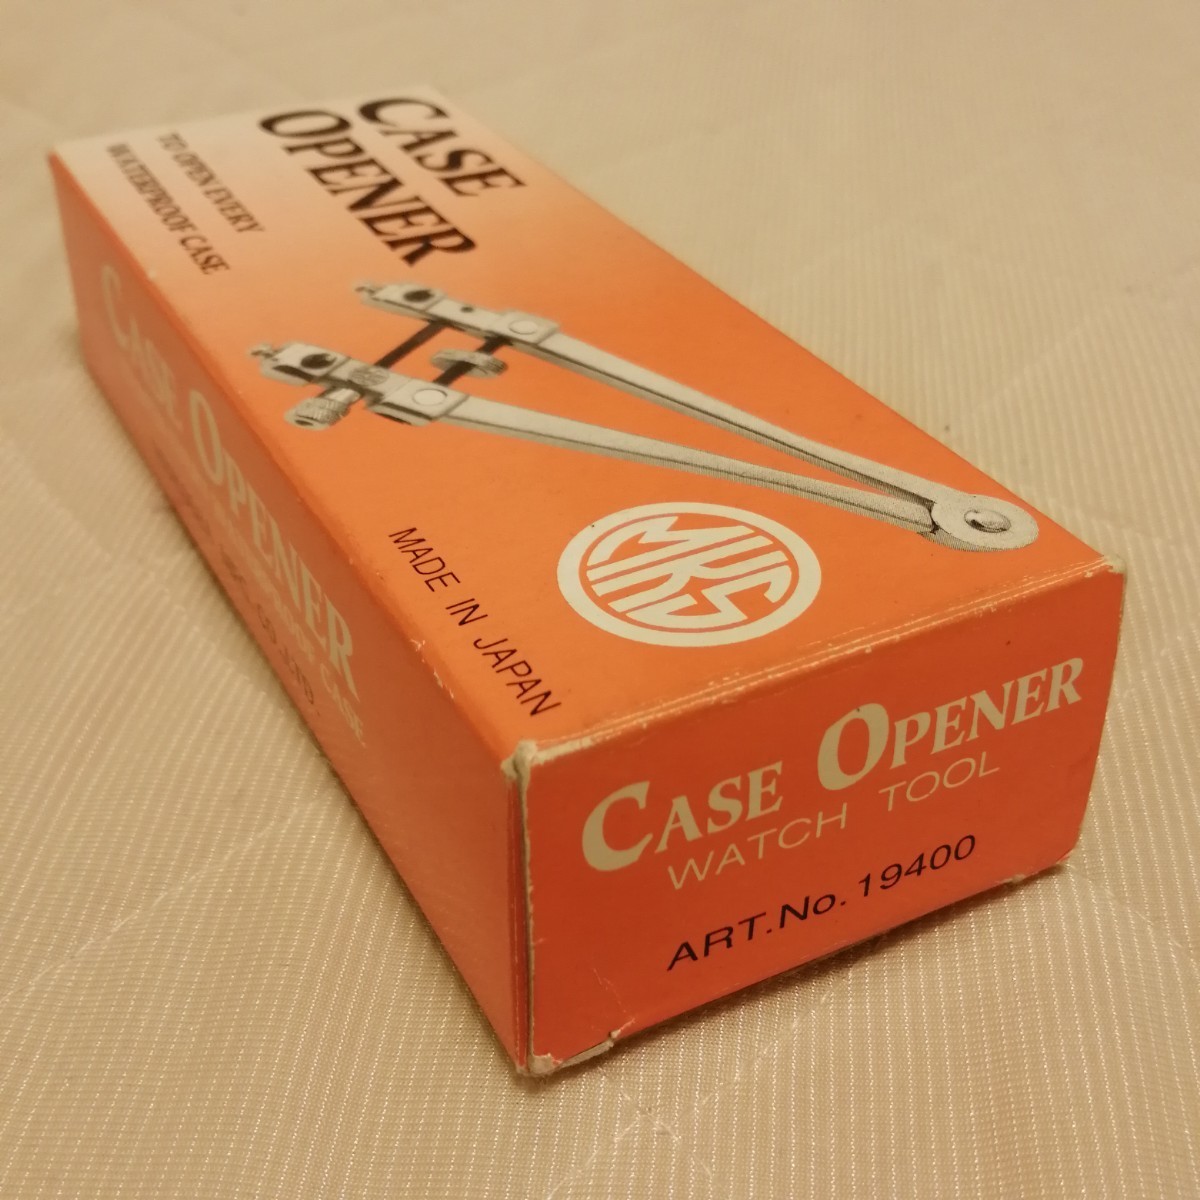 CASE
OPENER
TO OPEN EVERY
WATERPROOF CASE
MADE IN JAPAN
MKS
CASE OPENER
CASE OPENER
WATCH TOOL
ART.No.19400